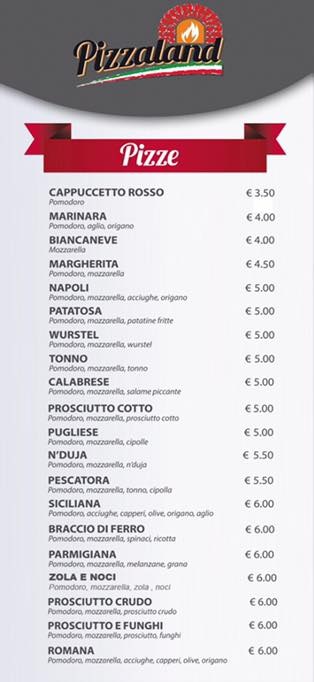 Pizzaland
Pizze
CAPPUCCETTO ROSSO € 3.50
Pomodoro
MARINARA € 4.00
Pomodoro, aglio, origano
BIANCANEVE € 4.00
Mozzarella
MARGHERITA € 4.50
Pomodoro, mozzarella
NAPOLI € 5.00
Pomodoro, mozzarella, acciughe, origano
PATATOSA € 5.00
Pomodoro, mozzarella, patatine fritte
WURSTEL € 5.00
Pomodoro, mozzarella, wurstel
TONNO € 5.00
Pomodoro, mozzarella, tonno
CALABRESE € 5.00
Pomodoro, mozzarella, salame piccante
PROSCIUTTO COTTO € 5.00
Pomodoro, mozzarella, prosciutto cotto
PUGLIESE € 5.00
Pomodoro, mozzarella, cipolle
N'DUJA € 5.50
Pomodoro, mozzarella, n'duja
PESCATORA € 5.50
Pomodoro, mozzarella, tonno, cipolla
SICILIANA € 6.00
Pomodoro, acciughe, capperi, olive, origano, aglio
BRACCIO DI FERRO € 6.00
Pomodoro, mozzarella, spinaci, ricotta
PARMIGIANA € 6.00
Pomodoro, mozzarella, melanzane, grana
ZOLA E NOCI € 6.00
Pomodoro, mozzarella, zola , noci
PROSCIUTTO CRUDO € 6.00
Pomodoro, mozzarella, prosciutto crudo
PROSCIUTTO E FUNGHI € 6.00
Pomodoro, mozzarella, prosciutto, funghi
ROMANA € 6.00
Pomodoro, mozzarella, acciughe, capperi, olive, origano